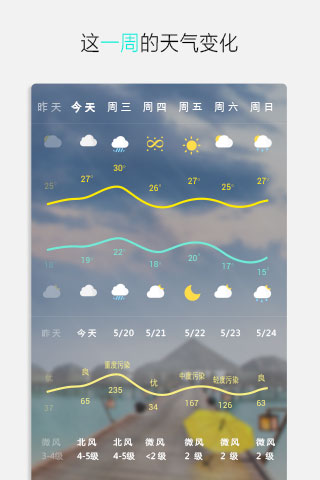 这一周的天气变化
昨天 今天 周三 周四 周五 周六 周日
25° 27° 30° 26° 27° 25° 27°
18° 19° 22° 18° 20° 17° 15°
昨天 今天 5/20 5/21 5/22 5/23 5/24
优 良 重度污染 优 中度污染 轻度污染 良
37 65 235 34 167 126 63
微风 北风 北风 微风 微风 微风 微风
3-4级 4-5级 4-5级 <2 级 2 级 2 级 2 级